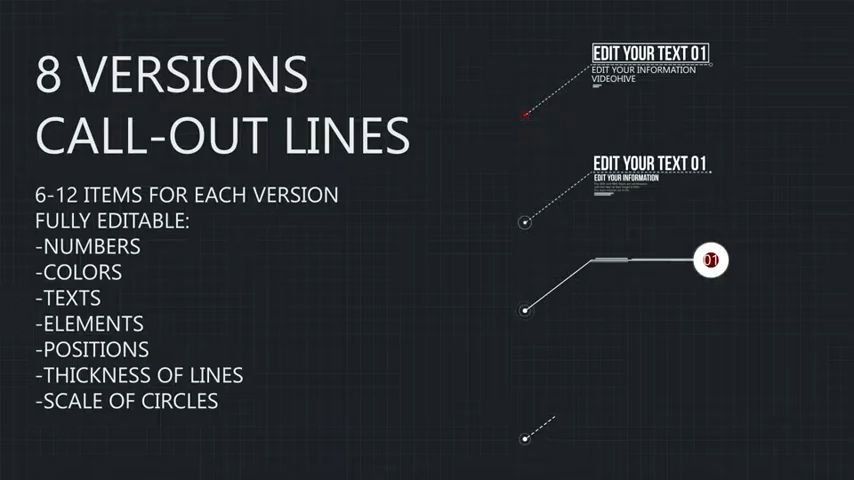 8 VERSIONS
CALL-OUT LINES
6-12 ITEMS FOR EACH VERSION
FULLY EDITABLE:
-NUMBERS
-COLORS
-TEXTS
-ELEMENTS
-POSITIONS
-THICKNESS OF LINES
-SCALE OF CIRCLES
EDIT YOUR TEXT 01
EDIT YOUR INFORMATION
VIDEOHIVE
EDIT YOUR TEXT 01
EDIT YOUR INFORMATION
01